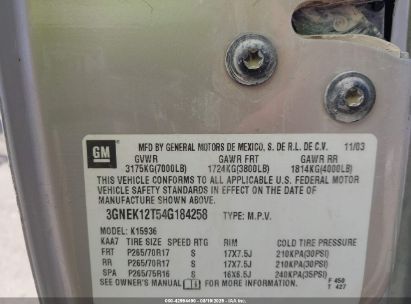 GM
MFD BY GENERAL MOTORS DE MEXICO, S. DE R.L. DE C.V. 11/03
GVWR GAWR FRT GAWR RR
3175KG(7000LB) 1724KG(3800LB) 1814KG(4000LB)
THIS VEHICLE CONFORMS TO ALL APPLICABLE U.S. FEDERAL MOTOR
VEHICLE SAFETY STANDARDS IN EFFECT ON THE DATE OF
MANUFACTURE SHOWN ABOVE.
3GNEK12T54G184258 TYPE: M.P.V.
MODEL: K15936
KAA7 TIRE SIZE SPEED RTG RIM COLD TIRE PRESSURE
FRT P265/70R17 S 17X7.5J 210KPA(30PSI)
RR P265/70R17 S 17X7.5J 210KPA(30PSI)
SPA P265/75R16 S 16X6.5J 240KPA(35PSI)
SEE OWNER'S MANUAL FOR MORE INFORMATION. F 450
T 427